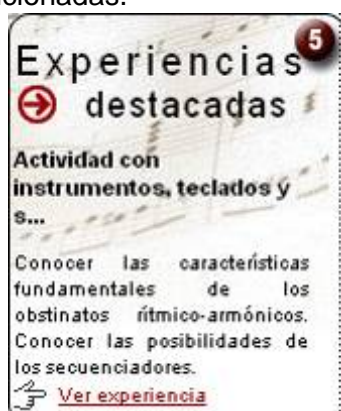 cionadas.
5
Experiencias
destacadas
Actividad con
instrumentos, teclados y
s...
Conocer las características
fundamentales de los
obstinatos rítmico-armónicos.
Conocer las posibilidades de
los secuenciadores.
Ver experiencia